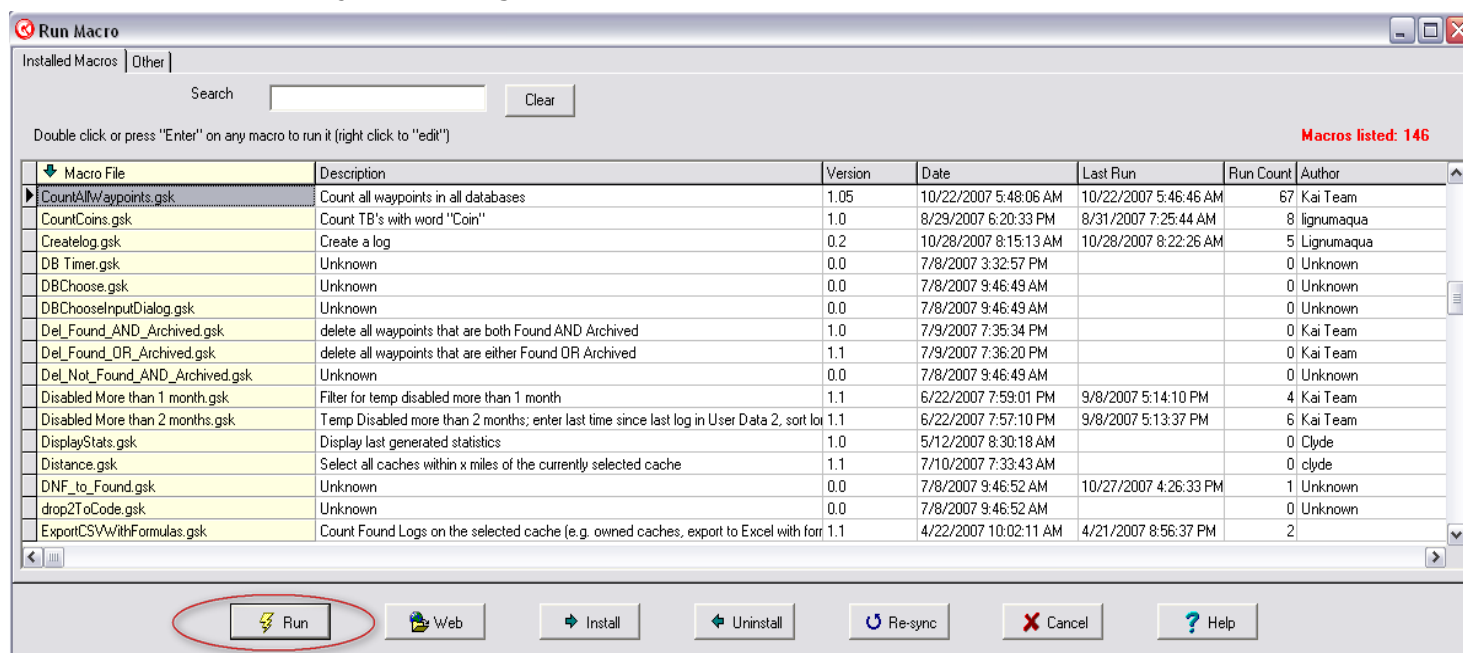 Run Macro
Installed Macros Other
Search Clear
Double click or press "Enter" on any macro to run it (right click to "edit") Macros listed: 146
Macro File Description Version Date Last Run Run Count Author
CountAllWaypoints.gsk Count all waypoints in all databases 1.05 10/22/2007 5:48:06 AM 10/22/2007 5:46:46 AM 67 Kai Team
CountCoins.gsk Count TB's with word "Coin" 1.0 8/29/2007 6:20:33 PM 8/31/2007 7:25:44 AM 8 lignumaqua
Createlog.gsk Create a log 0.2 10/28/2007 8:15:13 AM 10/28/2007 8:22:26 AM 5 Lignumaqua
DB Timer.gsk Unknown 0.0 7/8/2007 3:32:57 PM 0 Unknown
DBChoose.gsk Unknown 0.0 7/8/2007 9:46:49 AM 0 Unknown
DBChooseInputDialog.gsk Unknown 0.0 7/8/2007 9:46:49 AM 0 Unknown
Del_Found_AND_Archived.gsk delete all waypoints that are both Found AND Archived 1.0 7/9/2007 7:35:34 PM 0 Kai Team
Del_Found_OR_Archived.gsk delete all waypoints that are either Found OR Archived 1.1 7/9/2007 7:36:20 PM 0 Kai Team
Del_Not_Found_AND_Archived.gsk Unknown 0.0 7/8/2007 9:46:49 AM 0 Unknown
Disabled More than 1 month.gsk Filter for temp disabled more than 1 month 1.1 6/22/2007 7:59:01 PM 9/8/2007 5:14:10 PM 4 Kai Team
Disabled More than 2 months.gsk Temp Disabled more than 2 months; enter last time since last log in User Data 2, sort lo 1.1 6/22/2007 7:57:10 PM 9/8/2007 5:13:37 PM 6 Kai Team
DisplayStats.gsk Display last generated statistics 1.0 5/12/2007 8:30:18 AM 0 Clyde
Distance.gsk Select all caches within x miles of the currently selected cache 1.1 7/10/2007 7:33:43 AM 0 clyde
DNF_to_Found.gsk Unknown 0.0 7/8/2007 9:46:52 AM 10/27/2007 4:26:33 PM 1 Unknown
drop2ToCode.gsk Unknown 0.0 7/8/2007 9:46:52 AM 0 Unknown
ExportCSVWithFormulas.gsk Count Found Logs on the selected cache (e.g. owned caches, export to Excel with forr 1.1 4/22/2007 10:02:11 AM 4/21/2007 8:56:37 PM 2
Run Web Install Uninstall Re-sync Cancel Help